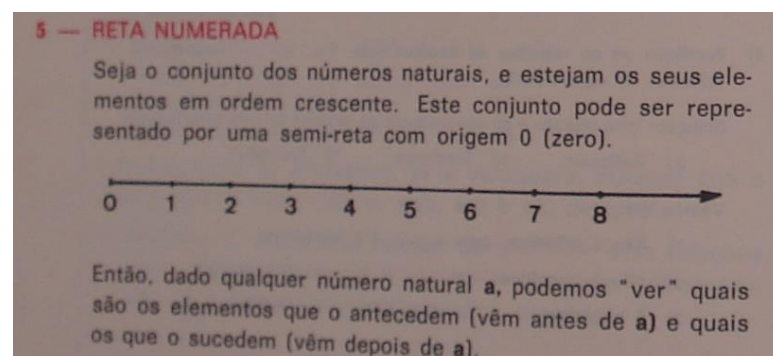 5 — RETA NUMERADA
Seja o conjunto dos números naturais, e estejam os seus ele-
mentos em ordem crescente. Este conjunto pode ser repre-
sentado por uma semi-reta com origem 0 (zero).
0 1 2 3 4 5 6 7 8
Então, dado qualquer número natural a, podemos "ver" quais
são os elementos que o antecedem (vêm antes de a) e quais
os que o sucedem (vêm depois de a).